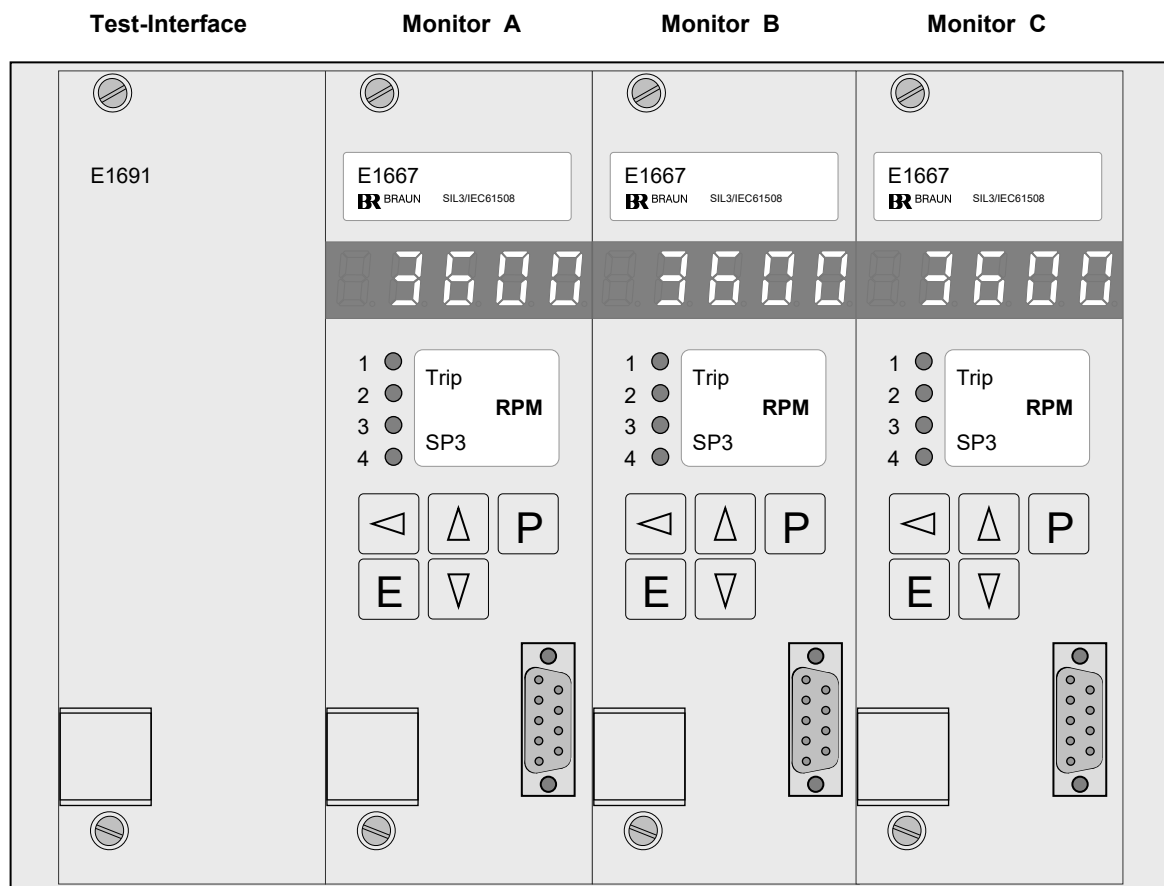 Test-Interface
Monitor A
Monitor B
Monitor C
E1691
E1667
BR BRAUN SIL3/IEC61508
3600
1
2
3
4
Trip
RPM
SP3
P
E
E1667
BR BRAUN SIL3/IEC61508
3600
1
2
3
4
Trip
RPM
SP3
P
E
E1667
BR BRAUN SIL3/IEC61508
3600
1
2
3
4
Trip
RPM
SP3
P
E